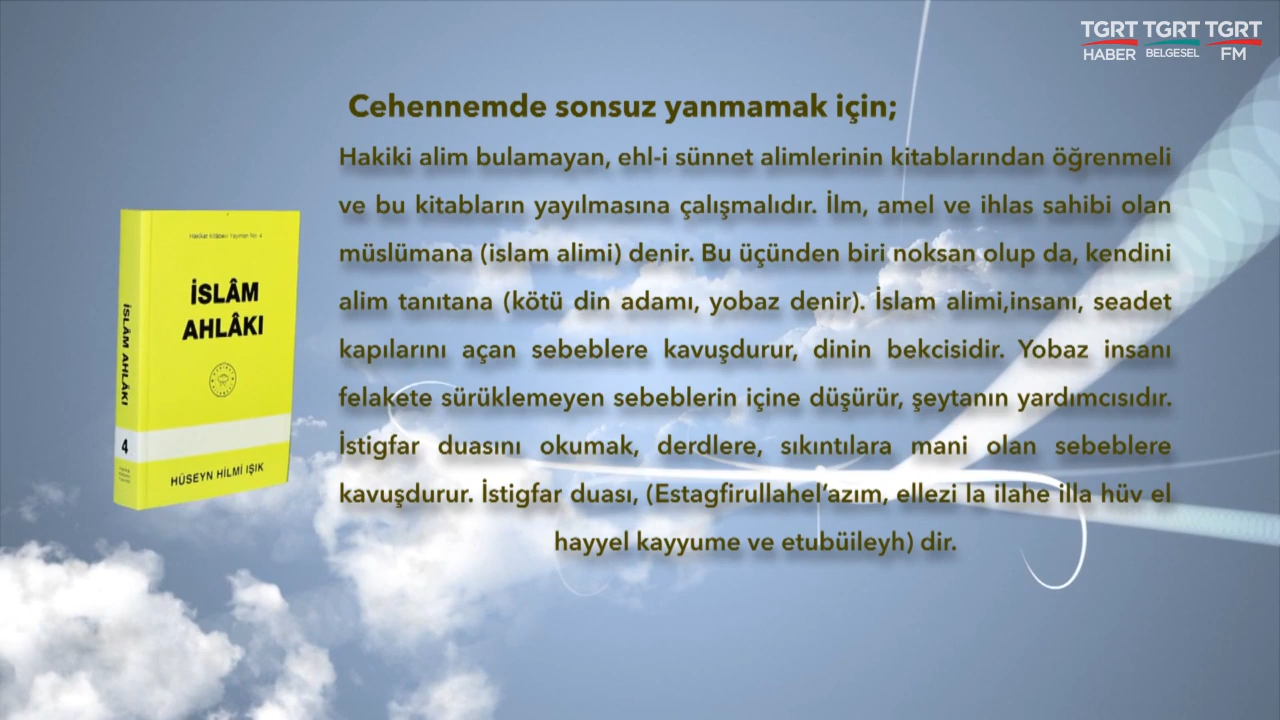 TGRT TGRT TGRT
HABER BELGESEL FM
Cehennemde sonsuz yanmamak için;
Hakiki alim bulamayan, ehl-i sünnet alimlerinin kitablarından öğrenmeli
ve bu kitabların yayılmasına çalışmalıdır. İlm, amel ve ihlas sahibi olan
müslümana (islam alimi) denir. Bu üçünden biri noksan olup da, kendini
alim tanıtana (kötü din adamı, yobaz denir). İslam alimi,insanı, seadet
kapılarını açan sebeblere kavuşdurur, dinin bekcisidir. Yobaz insanı
felakete sürüklemeyen sebeblerin içine düşürür, şeytanın yardımcısıdır.
İstigfar duasını okumak, derdlere, sıkıntılara mani olan sebeblere
kavuşdurur. İstigfar duası, (Estagfirullahel‘azım, ellezi la ilahe illa hüv el
hayyel kayyume ve etubüileyh) dir.
Hakikat Kitâbevi Yayınları No: 4
İSLÂM
AHLÂKI
HÜSEYN HİLMİ IŞIK
İSLÂM AHLÂKI
4